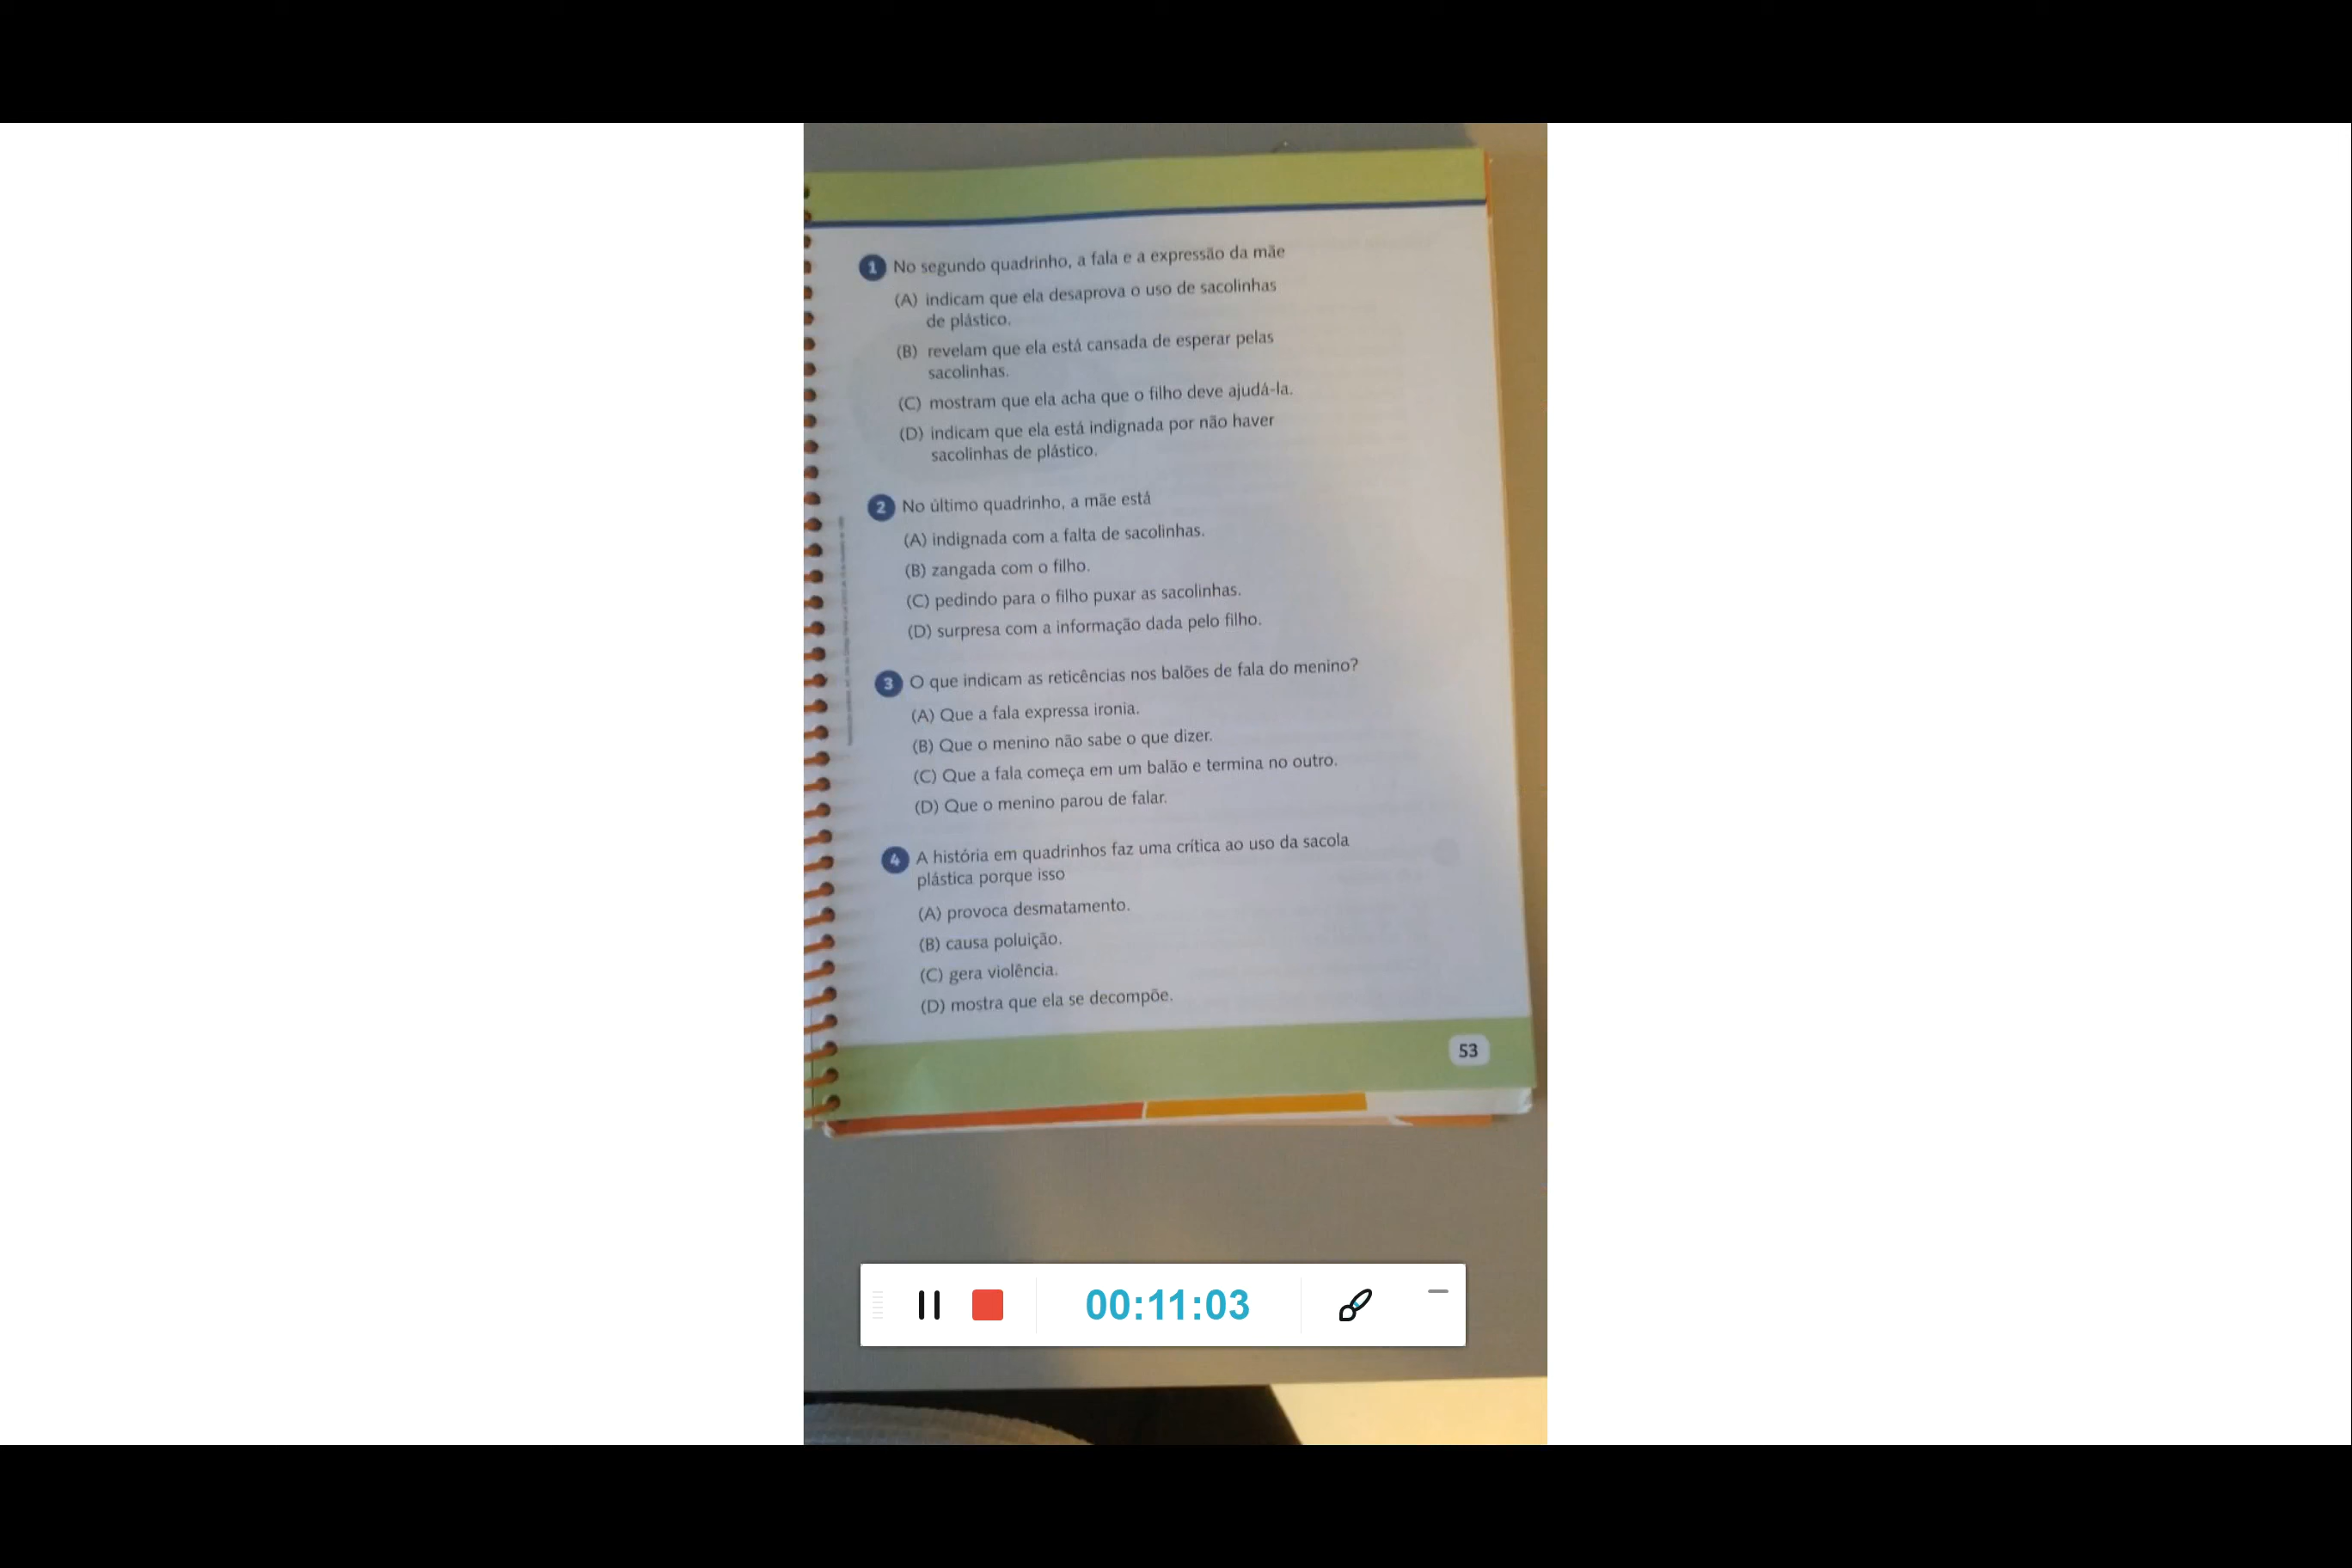 1 No segundo quadrinho, a fala e a expressão da mãe
(A) indicam que ela desaprova o uso de sacolinhas
de plástico.
(B) revelam que ela está cansada de esperar pelas
sacolinhas.
(C) mostram que ela acha que o filho deve ajudá-la.
(D) indicam que ela está indignada por não haver
sacolinhas de plástico.
2 No último quadrinho, a mãe está
(A) indignada com a falta de sacolinhas.
(B) zangada com o filho.
(C) pedindo para o filho puxar as sacolinhas.
(D) surpresa com a informação dada pelo filho.
3 O que indicam as reticências nos balões de fala do menino?
(A) Que a fala expressa ironia.
(B) Que o menino não sabe o que dizer.
(C) Que a fala começa em um balão e termina no outro.
(D) Que o menino parou de falar.
4 A história em quadrinhos faz uma crítica ao uso da sacola
plástica porque isso
(A) provoca desmatamento.
(B) causa poluição.
(C) gera violência.
(D) mostra que ela se decompõe.
53
00:11:03